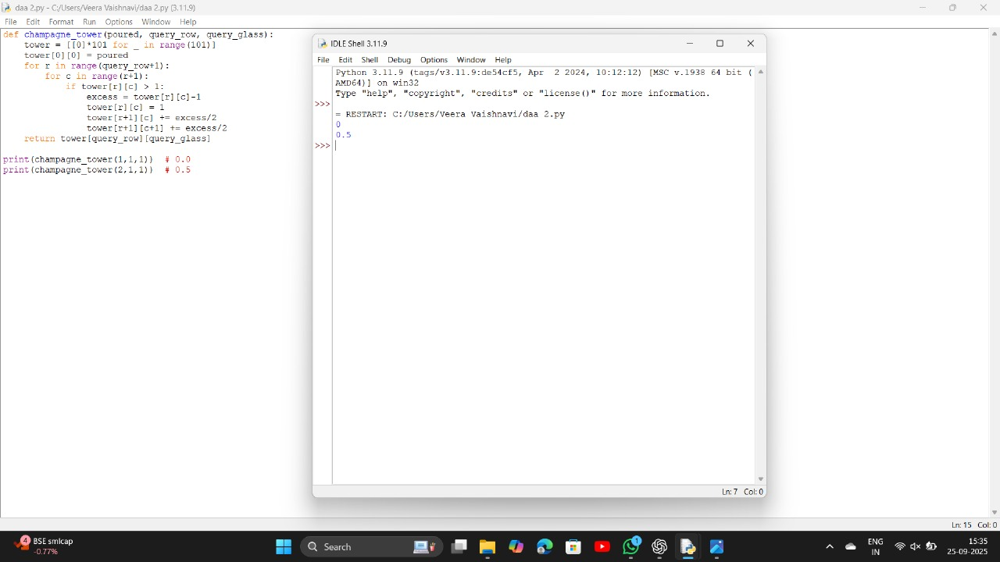 daa 2.py - C:/Users/Veera Vaishnavi/daa 2.py (3.11.9)
File Edit Format Run Options Window Help
def champagne_tower(poured, query_row, query_glass):
    tower = [[0]*101 for _ in range(101)]
    tower[0][0] = poured
    for r in range(query_row+1):
        for c in range(r+1):
            if tower[r][c] > 1:
                excess = tower[r][c]-1
                tower[r][c] = 1
                tower[r+1][c] += excess/2
                tower[r+1][c+1] += excess/2
    return tower[query_row][query_glass]
print(champagne_tower(1,1,1))  # 0.0
print(champagne_tower(2,1,1))  # 0.5
IDLE Shell 3.11.9
File Edit Shell Debug Options Window Help
Python 3.11.9 (tags/v3.11.9:de54cf5, Apr  2 2024, 10:12:12) [MSC v.1938 64 bit (
AMD64)] on win32
Type "help", "copyright", "credits" or "license()" for more information.
>>>
= RESTART: C:/Users/Veera Vaishnavi/daa 2.py
0
0.5
>>>
Ln: 7 Col: 0
Ln: 15 Col: 0
4
BSE smlcap
-0.77%
Search
1
ENG
IN
15:35
25-09-2025